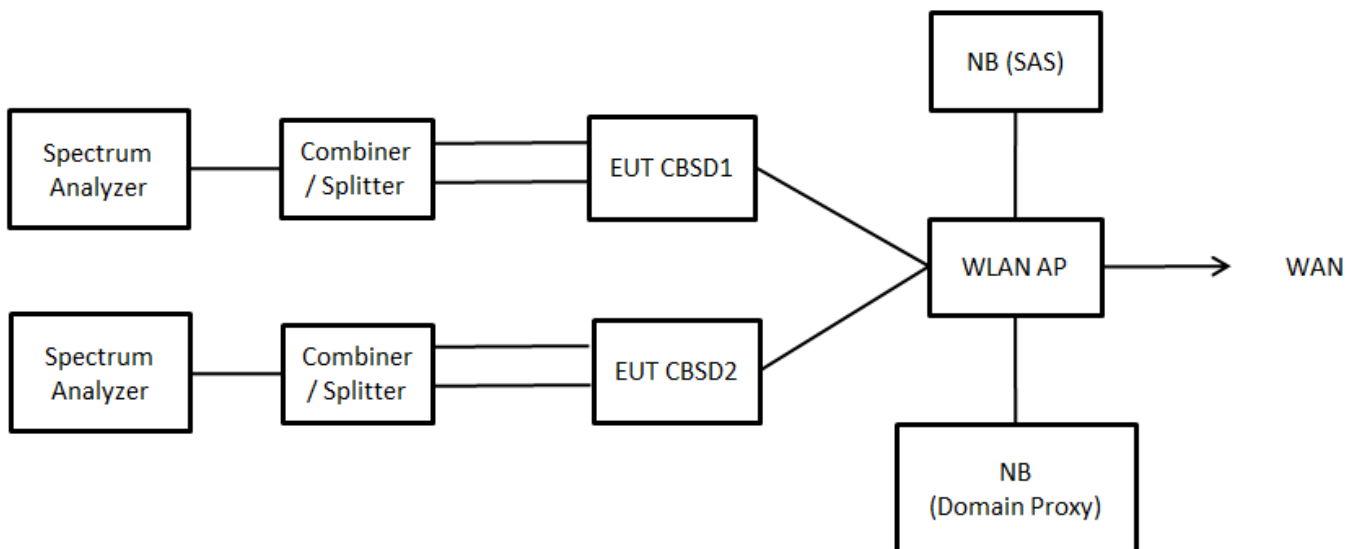 NB (SAS)
Spectrum
Analyzer
Combiner
/ Splitter
EUT CBSD1
WLAN AP
WAN
Spectrum
Analyzer
Combiner
/ Splitter
EUT CBSD2
NB
(Domain Proxy)